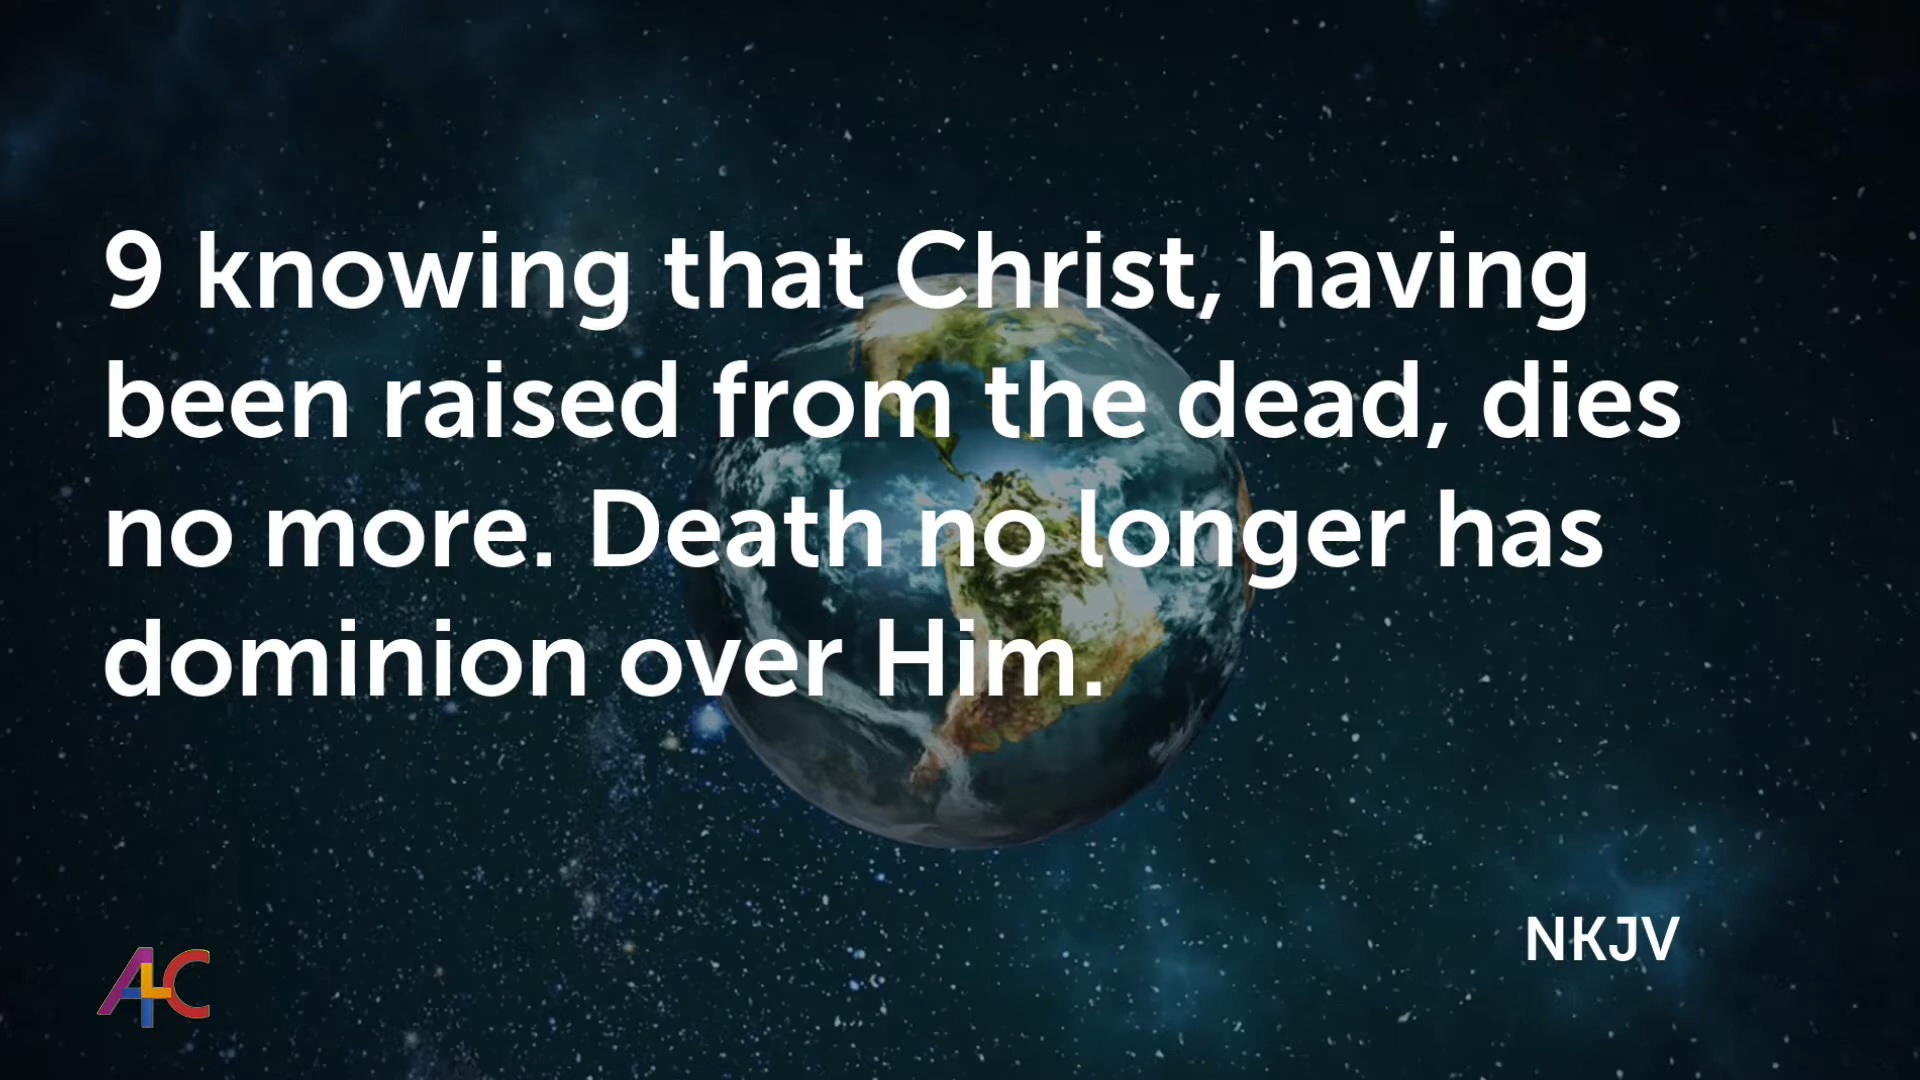 9 knowing that Christ, having
been raised from the dead, dies
no more. Death no longer has
dominion over Him.
NKJV
A4C